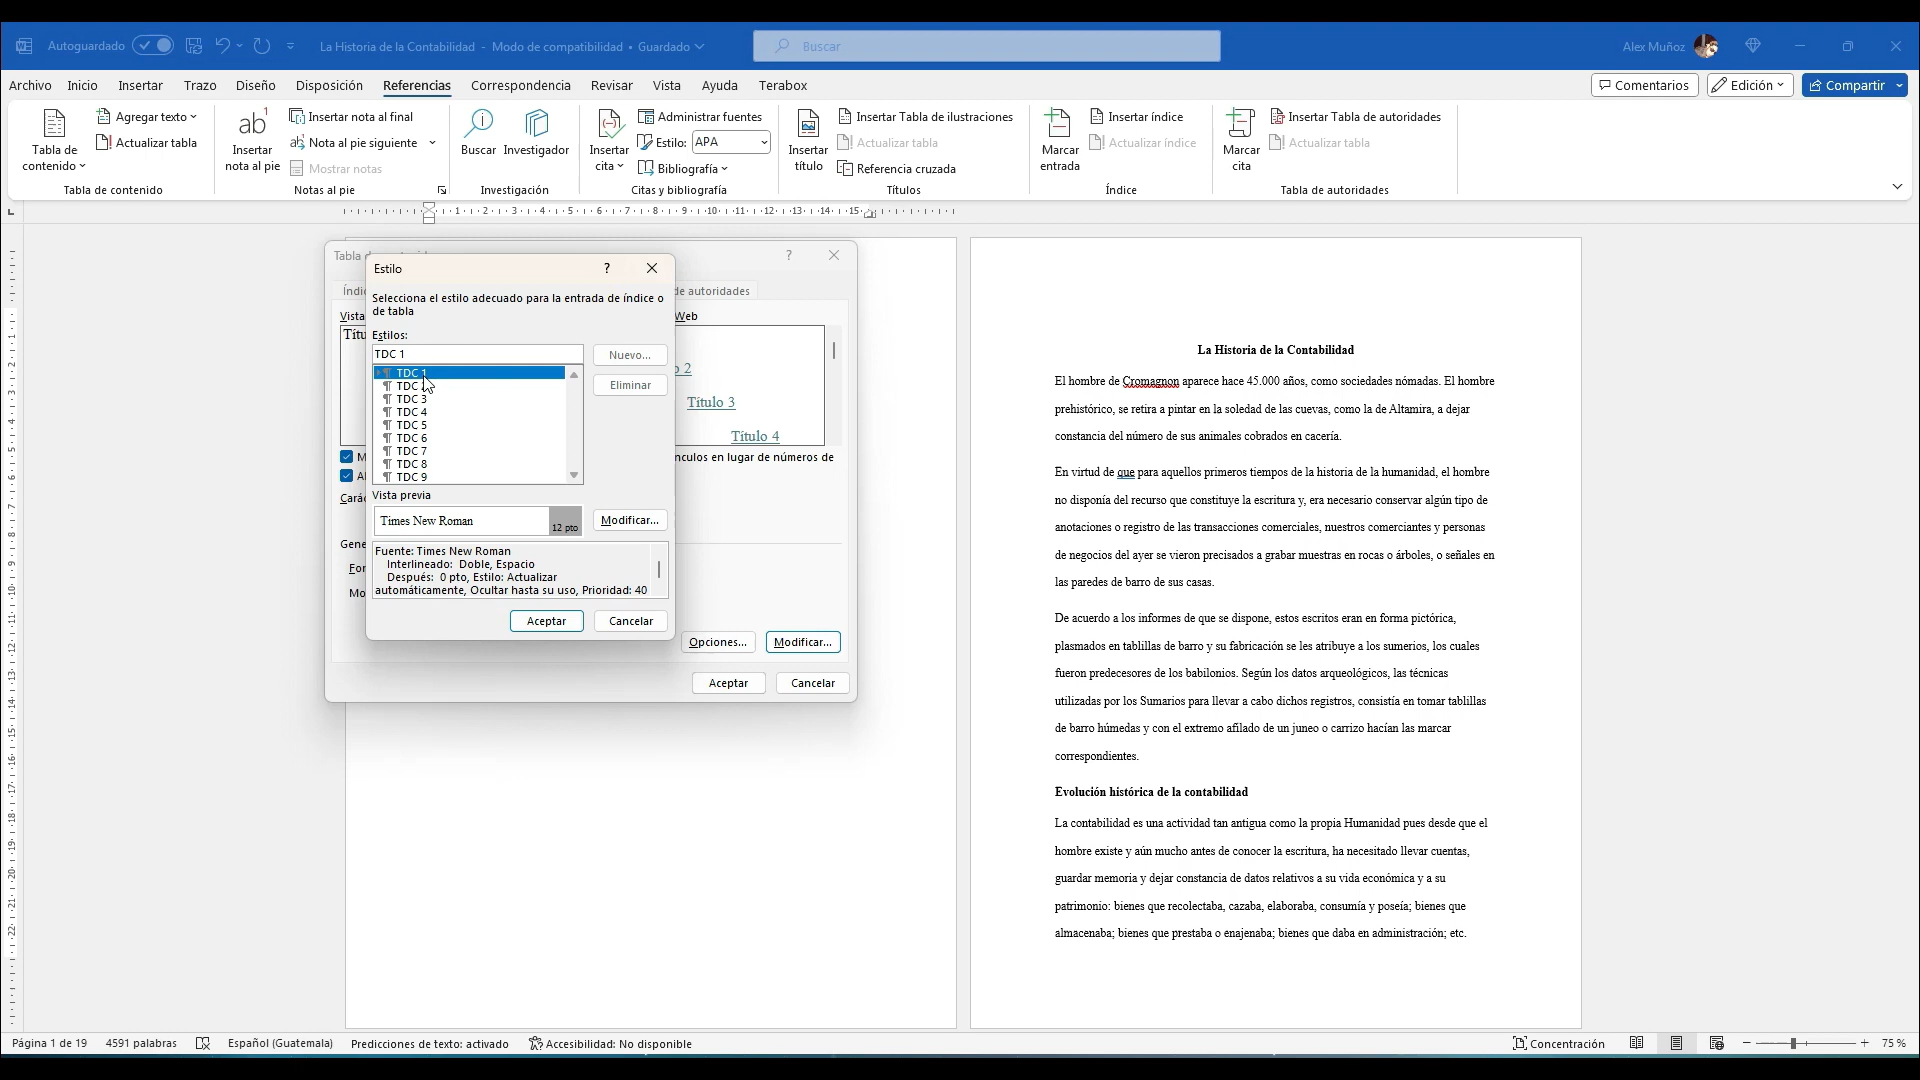 Autoguardado
La Historia de la Contabilidad - Modo de compatibilidad • Guardado
Buscar
Alex Muñoz
Archivo Inicio Insertar Trazo Diseño Disposición Referencias Correspondencia Revisar Vista Ayuda Terabox
Comentarios
Edición
Compartir
Tabla de
contenido
Agregar texto
Actualizar tabla
Tabla de contenido
ab
Insertar
nota al pie
Insertar nota al final
Nota al pie siguiente
Mostrar notas
Notas al pie
Buscar
Investigador
Investigación
Insertar
cita
Administrar fuentes
Estilo: APA
Bibliografía
Citas y bibliografía
Insertar
título
Insertar Tabla de ilustraciones
Actualizar tabla
Referencia cruzada
Títulos
Marcar
entrada
Insertar índice
Actualizar índice
Índice
Marcar
cita
Insertar Tabla de autoridades
Actualizar tabla
Tabla de autoridades
1 2 3 4 5 6 7 8 9 10 11 12 13 14 15
Tabla
?
Índi
de autoridades
Vista
Web
Títu
o 2
Título 3
Título 4
M
nculos en lugar de números de
Al
Carác
Gene
For
Mo
Opciones...
Modificar...
Aceptar
Cancelar
Estilo
?
Selecciona el estilo adecuado para la entrada de índice o
de tabla
Estilos:
TDC 1
Nuevo...
Eliminar
TDC 1
TDC
TDC 3
TDC 4
TDC 5
TDC 6
TDC 7
TDC 8
TDC 9
Vista previa
Times New Roman
12 pto
Modificar...
Fuente: Times New Roman
Interlineado: Doble, Espacio
Después: 0 pto, Estilo: Actualizar
automáticamente, Ocultar hasta su uso, Prioridad: 40
Aceptar
Cancelar
La Historia de la Contabilidad
El hombre de Cromagnon aparece hace 45.000 años, como sociedades nómadas. El hombre
prehistórico, se retira a pintar en la soledad de las cuevas, como la de Altamira, a dejar
constancia del número de sus animales cobrados en cacería.
En virtud de que para aquellos primeros tiempos de la historia de la humanidad, el hombre
no disponía del recurso que constituye la escritura y, era necesario conservar algún tipo de
anotaciones o registro de las transacciones comerciales, nuestros comerciantes y personas
de negocios del ayer se vieron precisados a grabar muestras en rocas o árboles, o señales en
las paredes de barro de sus casas.
De acuerdo a los informes de que se dispone, estos escritos eran en forma pictórica,
plasmados en tablillas de barro y su fabricación se les atribuye a los sumerios, los cuales
fueron predecesores de los babilonios. Según los datos arqueológicos, las técnicas
utilizadas por los Sumarios para llevar a cabo dichos registros, consistía en tomar tablillas
de barro húmedas y con el extremo afilado de un juneo o carrizo hacían las marcar
correspondientes.
Evolución histórica de la contabilidad
La contabilidad es una actividad tan antigua como la propia Humanidad pues desde que el
hombre existe y aún mucho antes de conocer la escritura, ha necesitado llevar cuentas,
guardar memoria y dejar constancia de datos relativos a su vida económica y a su
patrimonio: bienes que recolectaba, cazaba, elaboraba, consumía y poseía; bienes que
almacenaba; bienes que prestaba o enajenaba; bienes que daba en administración; etc.
Página 1 de 19 4591 palabras Español (Guatemala) Predicciones de texto: activado Accesibilidad: No disponible
Concentración
75 %